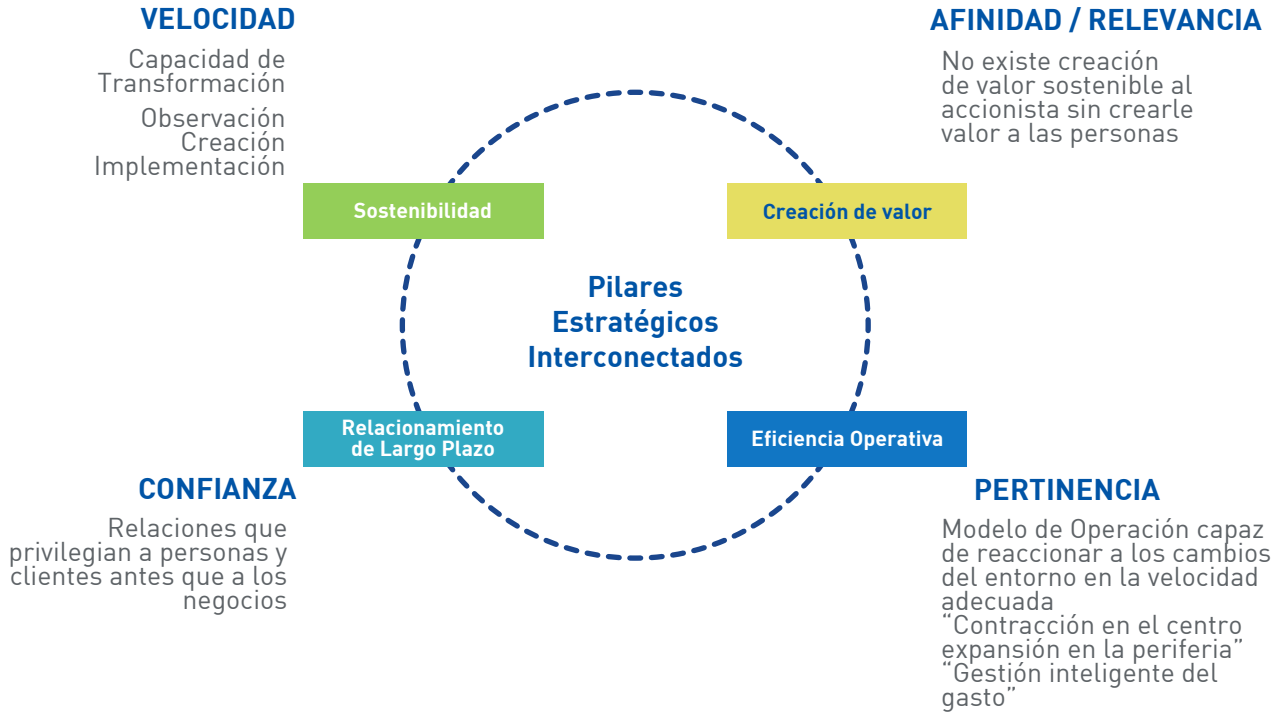 VELOCIDAD
Capacidad de
Transformación
Observación
Creación
Implementación
AFINIDAD / RELEVANCIA
No existe creación
de valor sostenible al
accionista sin crearle
valor a las personas
Sostenibilidad
Creación de valor
Pilares
Estratégicos
Interconectados
Relacionamiento
de Largo Plazo
Eficiencia Operativa
CONFIANZA
Relaciones que
privilegian a personas y
clientes antes que a los
negocios
PERTINENCIA
Modelo de Operación capaz
de reaccionar a los cambios
del entorno en la velocidad
adecuada
“Contracción en el centro
expansión en la periferia”
“Gestión inteligente del
gasto”